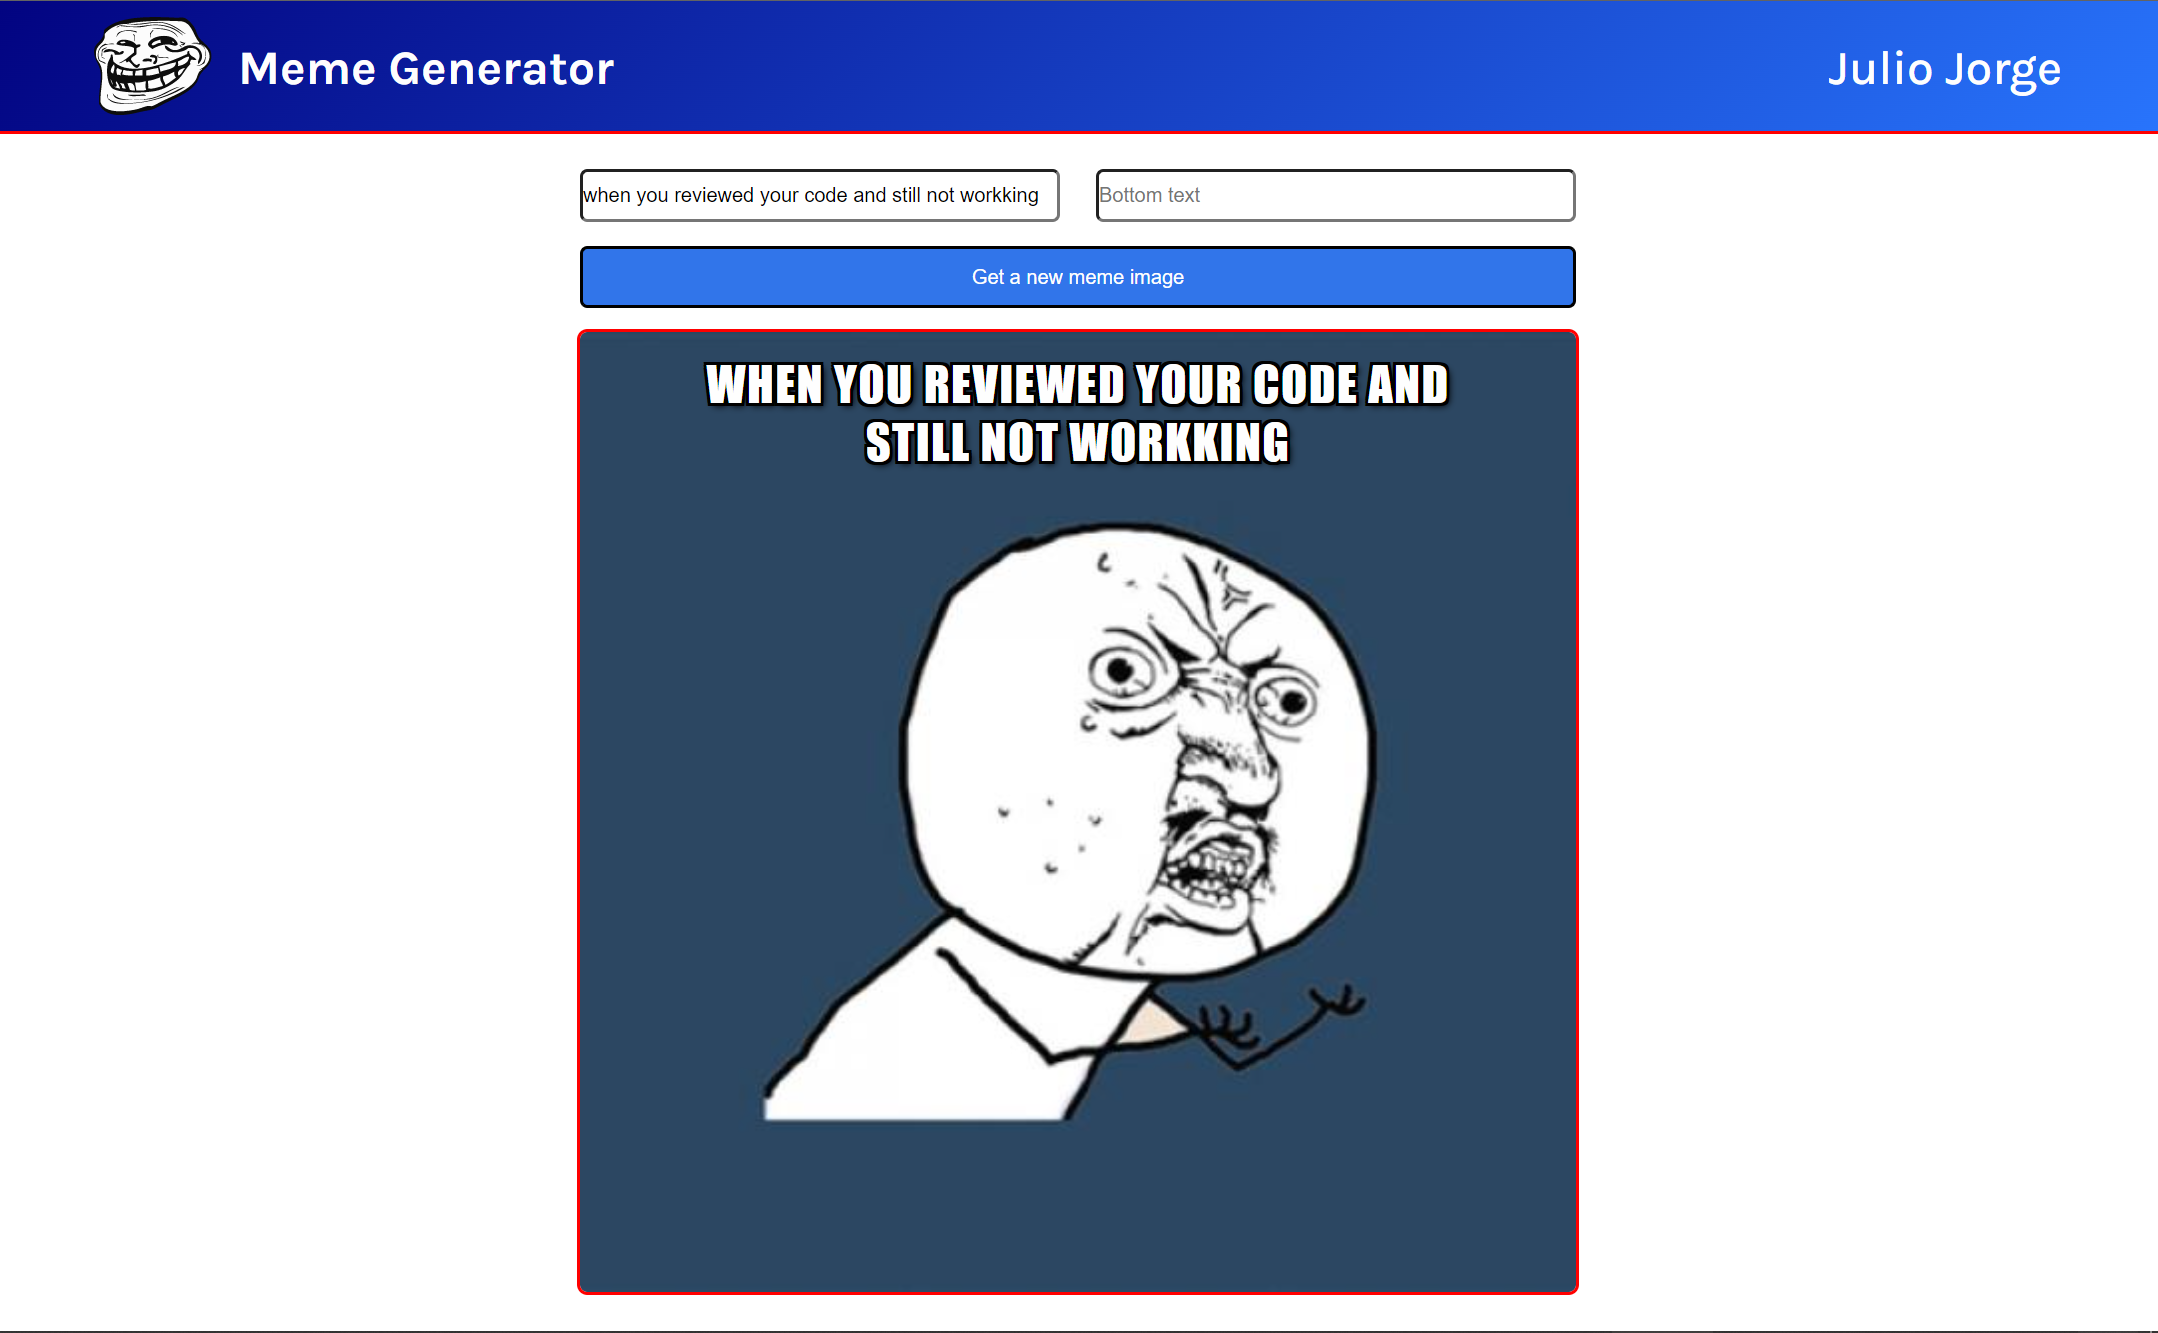 Meme Generator
Julio Jorge
when you reviewed your code and still not workking
Bottom text
Get a new meme image
WHEN YOU REVIEWED YOUR CODE AND
STILL NOT WORKKING